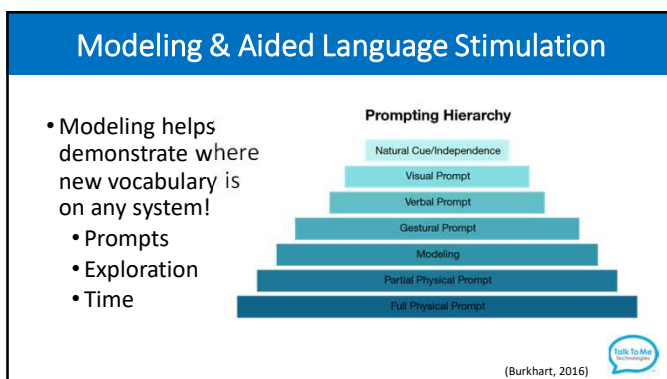 Modeling & Aided Language Stimulation
• Modeling helps
demonstrate where
new vocabulary is
on any system!
• Prompts
• Exploration
• Time
Prompting Hierarchy
Natural Cue/Independence
Visual Prompt
Verbal Prompt
Gestural Prompt
Modeling
Partial Physical Prompt
Full Physical Prompt
(Burkhart, 2016)
Talk To Me
Technologies